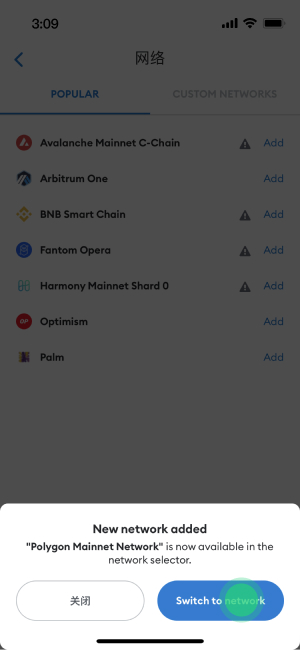 3:09
网络
POPULAR
CUSTOM NETWORKS
Avalanche Mainnet C-Chain Add
Arbitrum One Add
BNB Smart Chain Add
Fantom Opera Add
Harmony Mainnet Shard 0 Add
Optimism Add
Palm Add
New network added
"Polygon Mainnet Network" is now available in the
network selector.
关闭
Switch to network